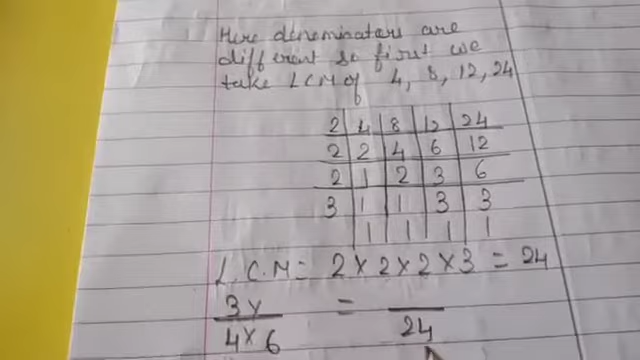 Here denominators are
different so first we
take LCM of 4, 8, 12, 24
2 4 8 12 24
2 2 4 6 12
2 1 2 3 6
3 1 1 3 3
1 1 1 1
L.C.M = 2 × 2 × 2 × 3 = 24
3 ×
=
4 × 6 24